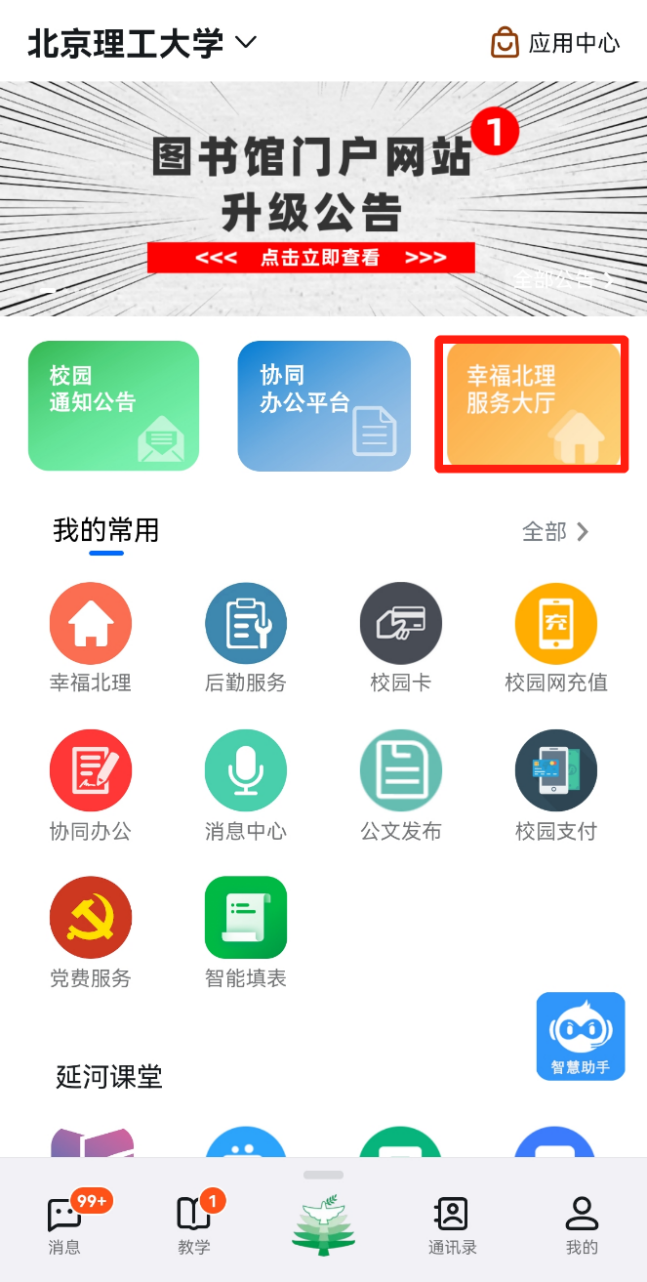 北京理工大学
应用中心
图书馆门户网站
1
升级公告
<<< 点击立即查看 >>>
全部公告
校园
通知公告
协同
办公平台
幸福北理
服务大厅
我的常用
全部
幸福北理
后勤服务
校园卡
充
校园网充值
协同办公
消息中心
公文发布
校园支付
党费服务
智能填表
智慧助手
延河课堂
99+
1
消息
教学
通讯录
我的